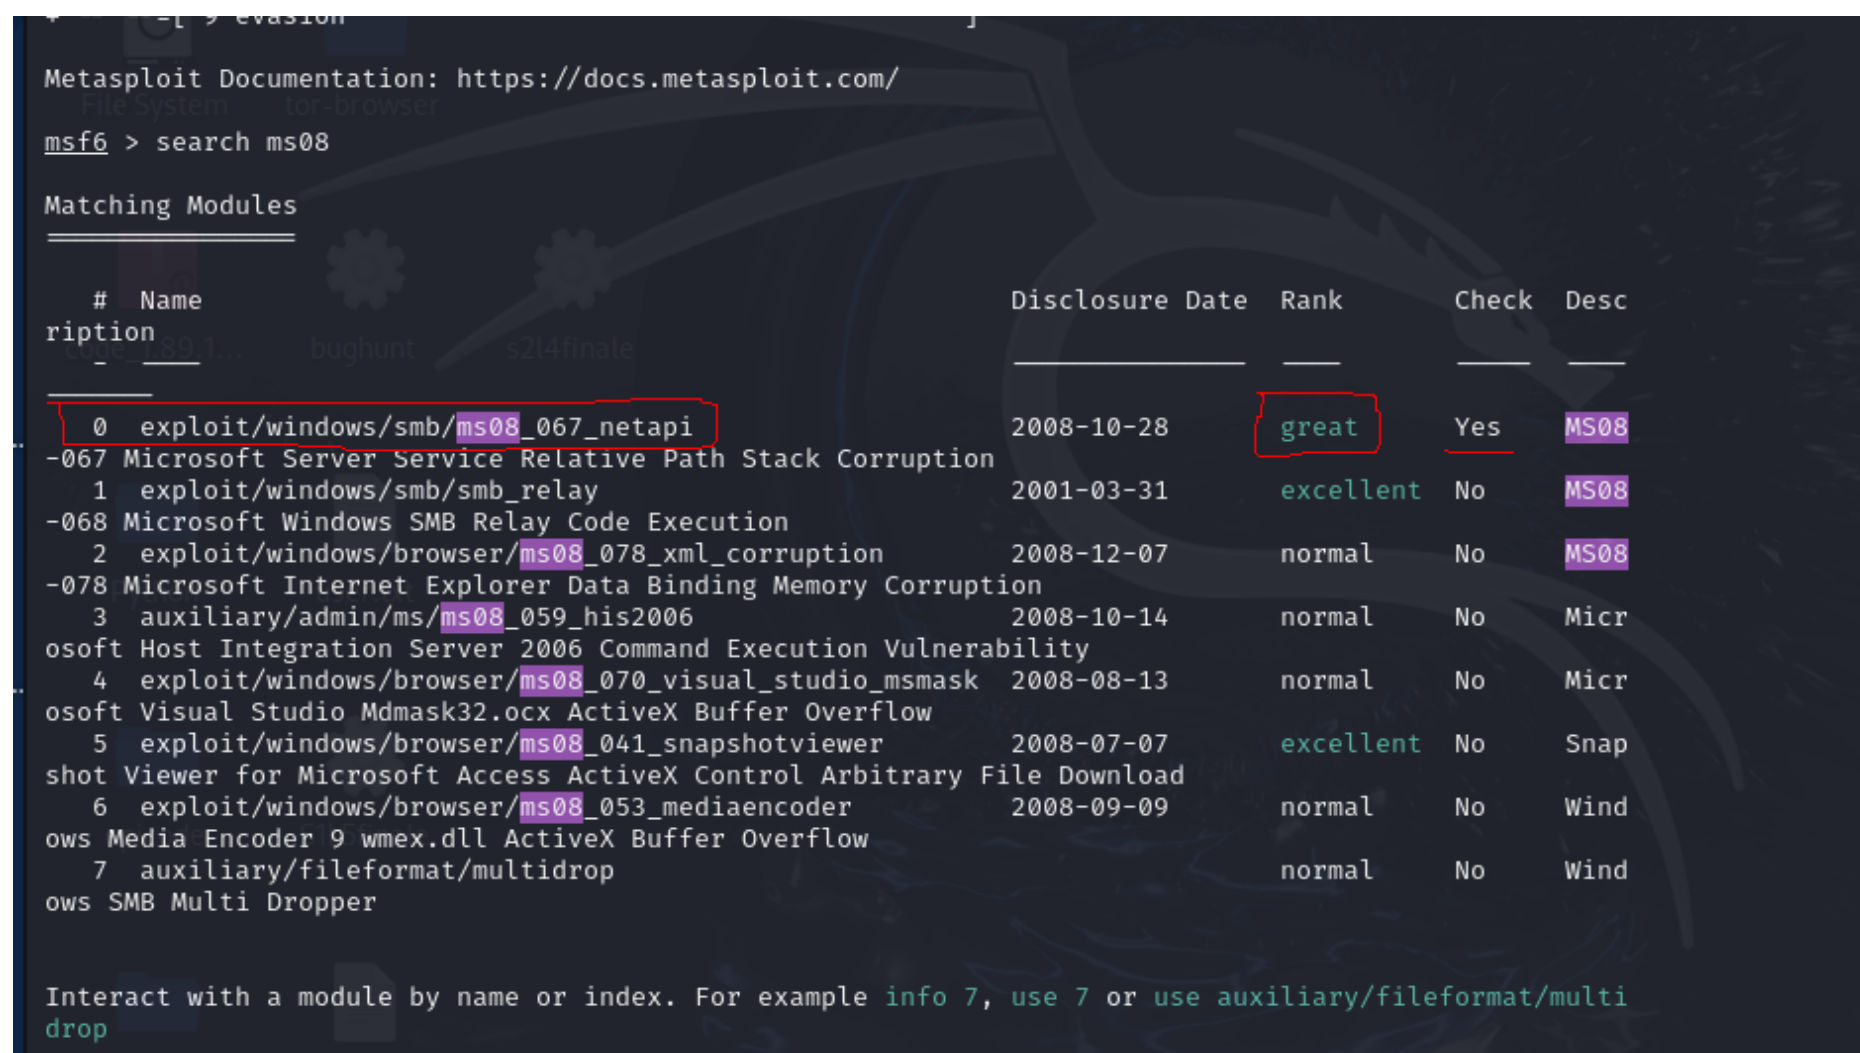 9 evasion ]
Metasploit Documentation: https://docs.metasploit.com/
File System tor-browser
msf6 > search ms08
Matching Modules
# Name Disclosure Date Rank Check Desc
ription
bughunt s2l4finale
0 exploit/windows/smb/ms08_067_netapi 2008-10-28 great Yes MS08
-067 Microsoft Server Service Relative Path Stack Corruption
1 exploit/windows/smb/smb_relay 2001-03-31 excellent No MS08
-068 Microsoft Windows SMB Relay Code Execution
2 exploit/windows/browser/ms08_078_xml_corruption 2008-12-07 normal No MS08
-078 Microsoft Internet Explorer Data Binding Memory Corruption
3 auxiliary/admin/ms/ms08_059_his2006 2008-10-14 normal No Micr
osoft Host Integration Server 2006 Command Execution Vulnerability
4 exploit/windows/browser/ms08_070_visual_studio_msmask 2008-08-13 normal No Micr
osoft Visual Studio Mdmask32.ocx ActiveX Buffer Overflow
5 exploit/windows/browser/ms08_041_snapshotviewer 2008-07-07 excellent No Snap
shot Viewer for Microsoft Access ActiveX Control Arbitrary File Download
6 exploit/windows/browser/ms08_053_mediaencoder 2008-09-09 normal No Wind
ows Media Encoder 9 wmex.dll ActiveX Buffer Overflow
7 auxiliary/fileformat/multidrop normal No Wind
ows SMB Multi Dropper
Interact with a module by name or index. For example info 7, use 7 or use auxiliary/fileformat/multi
drop